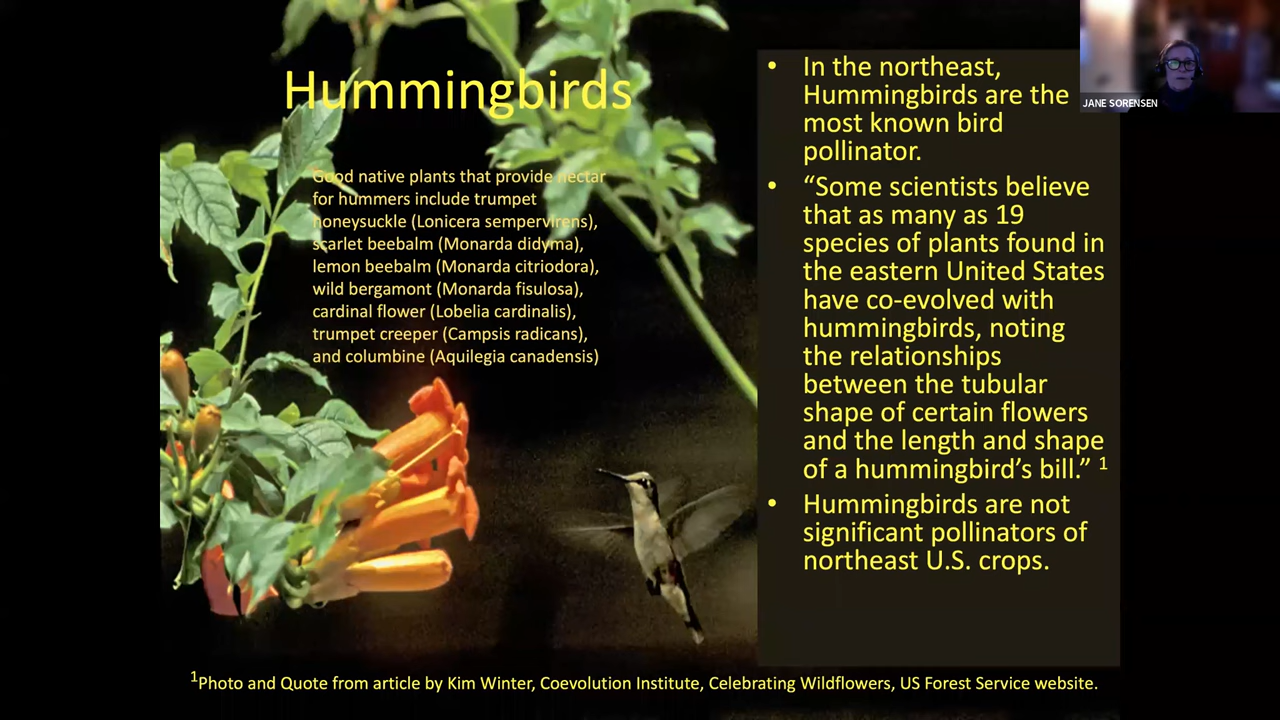 Hummingbirds
Good native plants that provide nectar
for hummers include trumpet
honeysuckle (Lonicera sempervirens),
scarlet beebalm (Monarda didyma),
lemon beebalm (Monarda citriodora),
wild bergamont (Monarda fisulosa),
cardinal flower (Lobelia cardinalis),
trumpet creeper (Campsis radicans),
and columbine (Aquilegia canadensis)
• In the northeast,
Hummingbirds are the
most known bird
pollinator.
• “Some scientists believe
that as many as 19
species of plants found in
the eastern United States
have co-evolved with
hummingbirds, noting
the relationships
between the tubular
shape of certain flowers
and the length and shape
of a hummingbird’s bill.” 1
• Hummingbirds are not
significant pollinators of
northeast U.S. crops.
JANE SORENSEN
1Photo and Quote from article by Kim Winter, Coevolution Institute, Celebrating Wildflowers, US Forest Service website.